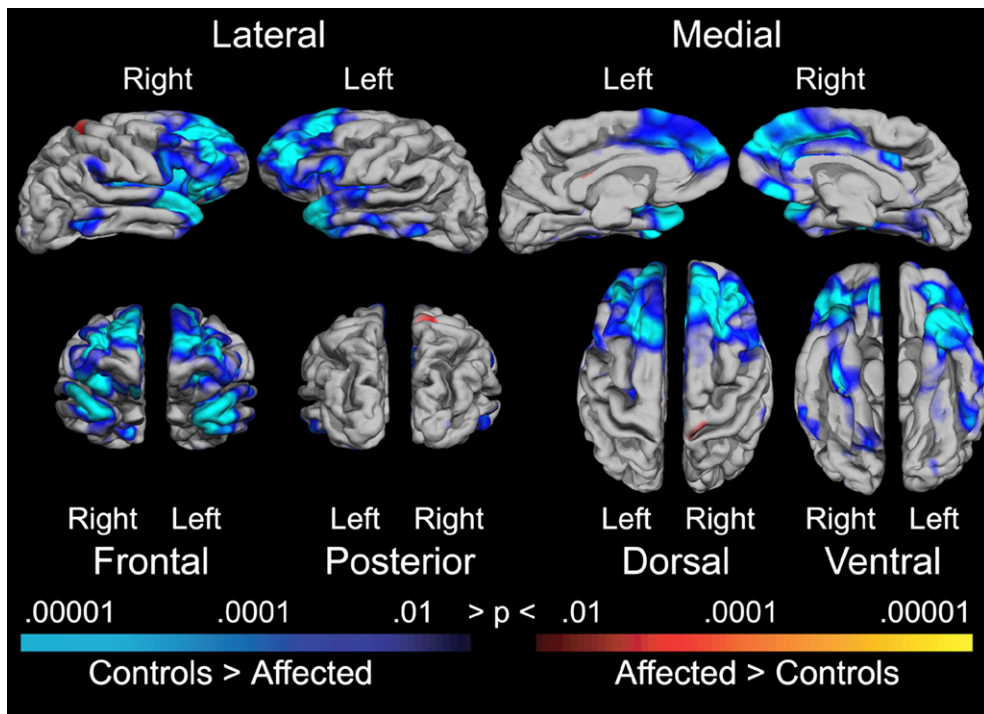 Lateral Medial
Right Left Left Right
Right Left Left Right Left Right Right Left
Frontal Posterior Dorsal Ventral
.00001 .0001 .01 > p < .01 .0001 .00001
Controls > Affected Affected > Controls